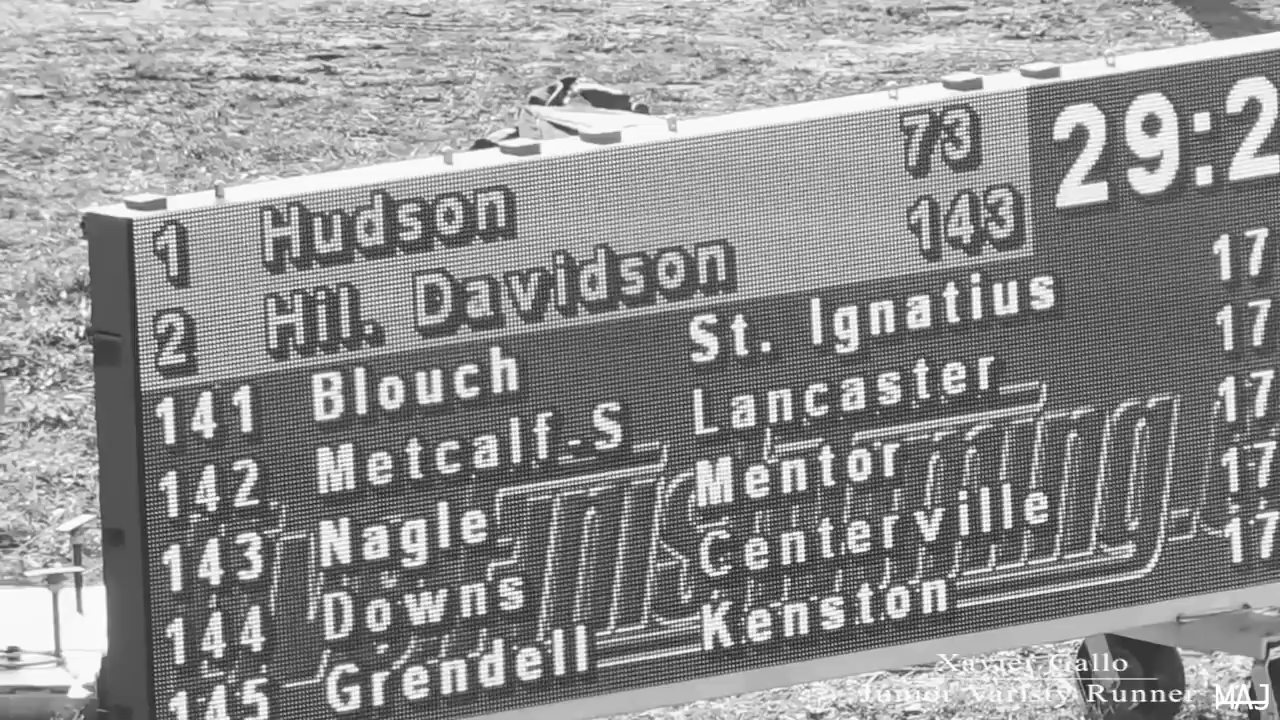 1 Hudson 73 29:2
2 Hil. Davidson 143
141 Blouch St. Ignatius 17
142 Metcalf-S Lancaster 17
143 Nagle Mentor 17
144 Downs Centerville 17
145 Grendell Kenston 17
Xavier Gallo
Junior Varisty Runner
MAJ